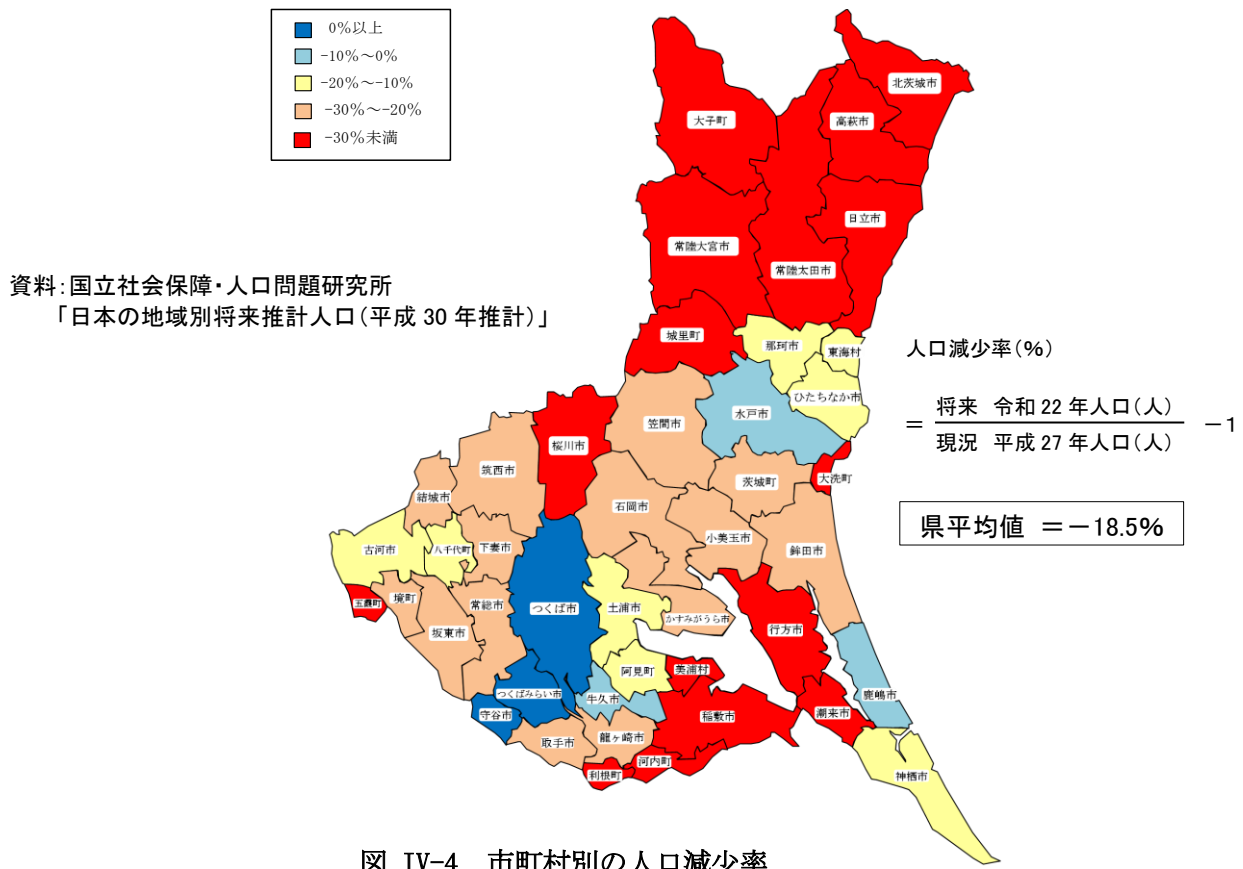 0%以上
-10%～0%
-20%～-10%
-30%～-20%
-30%未満
北茨城市
大子町
高萩市
日立市
常陸大宮市
常陸太田市
資料：国立社会保障・人口問題研究所
「日本の地域別将来推計人口（平成 30 年推計）」
城里町
那珂市
東海村
人口減少率（%）
ひたちなか市
水戸市
笠間市
＝ 将来 令和 22 年人口（人）
現況 平成 27 年人口（人） －1
桜川市
筑西市
大洗町
茨城町
結城市
石岡市
県平均値 ＝－18.5%
小美玉市
鉾田市
古河市
八千代町
下妻市
五霞町
境町
常総市
つくば市
土浦市
かすみがうら市
坂東市
行方市
阿見町
美浦村
つくばみらい市
牛久市
鹿嶋市
守谷市
稲敷市
潮来市
取手市
龍ヶ崎市
河内町
利根町
神栖市
図 IV-4 市町村別の人口減少率